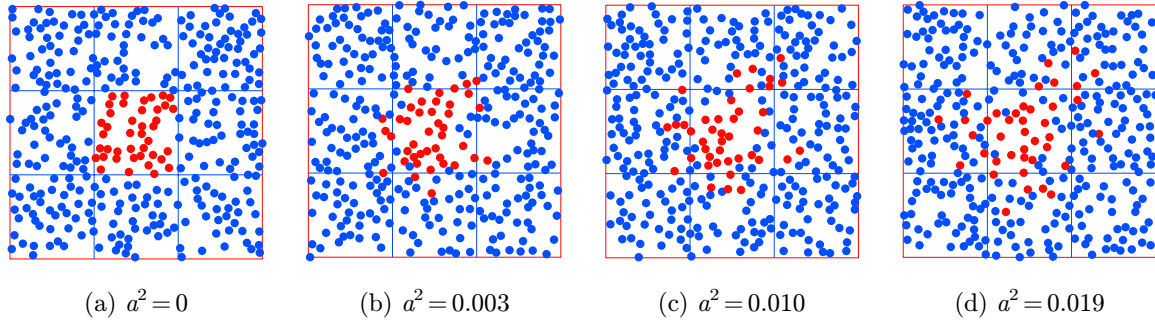 (a) a² = 0 (b) a² = 0.003 (c) a² = 0.010 (d) a² = 0.019